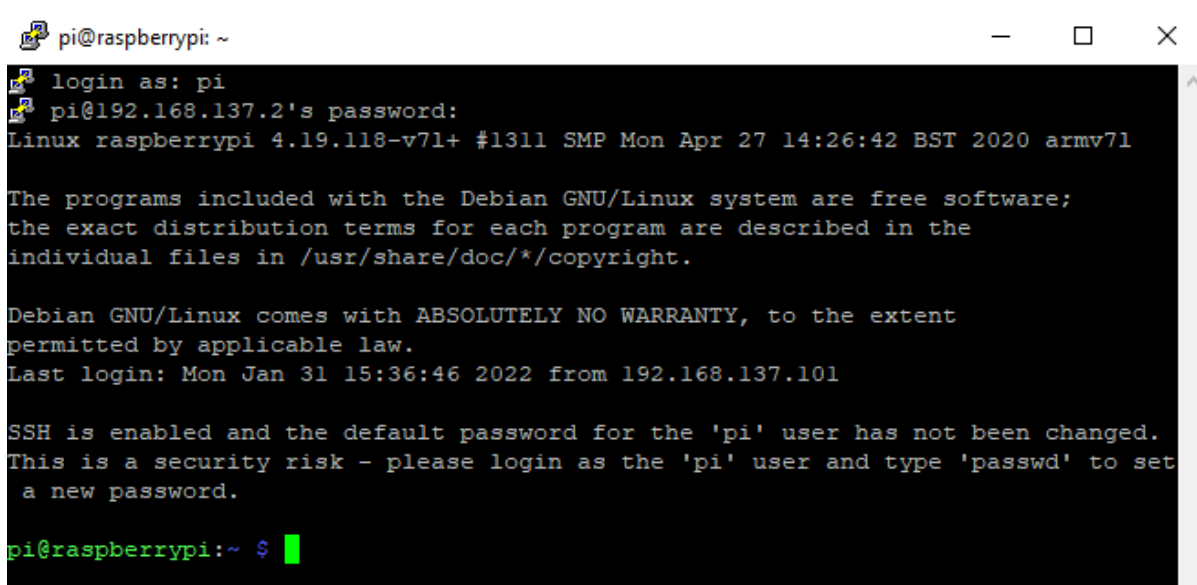 pi@raspberrypi: ~
login as: pi
pi@192.168.137.2's password:
Linux raspberrypi 4.19.118-v7l+ #1311 SMP Mon Apr 27 14:26:42 BST 2020 armv7l
The programs included with the Debian GNU/Linux system are free software;
the exact distribution terms for each program are described in the
individual files in /usr/share/doc/*/copyright.
Debian GNU/Linux comes with ABSOLUTELY NO WARRANTY, to the extent
permitted by applicable law.
Last login: Mon Jan 31 15:36:46 2022 from 192.168.137.101
SSH is enabled and the default password for the 'pi' user has not been changed.
This is a security risk - please login as the 'pi' user and type 'passwd' to set
a new password.
pi@raspberrypi:~ $